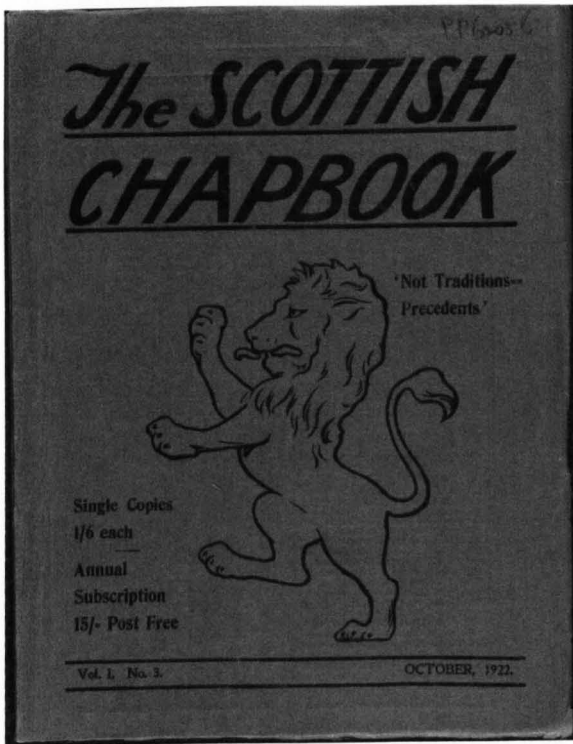 The SCOTTISH
CHAPBOOK
'Not Traditions--
Precedents'
Single Copies
1/6 each
Annual
Subscription
15/- Post Free
Vol. I. No. 3.
OCTOBER, 1922.